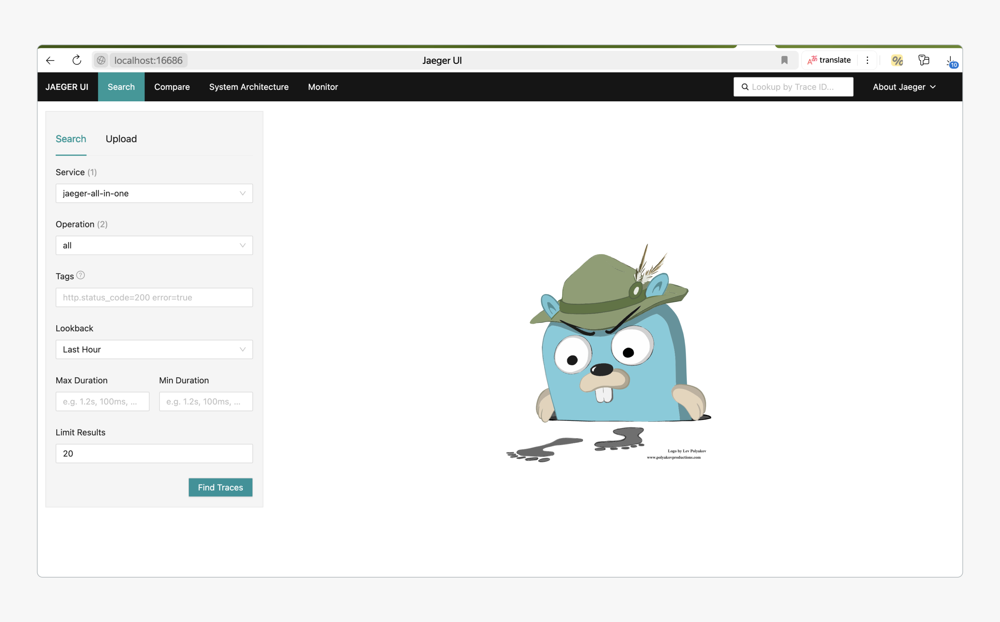 localhost:16686
Jaeger UI
translate
10
JAEGER UI
Search
Compare
System Architecture
Monitor
Lookup by Trace ID...
About Jaeger
Search
Upload
Service (1)
jaeger-all-in-one
Operation (2)
all
Tags ?
http.status_code=200 error=true
Lookback
Last Hour
Max Duration
Min Duration
e.g. 1.2s, 100ms, ...
e.g. 1.2s, 100ms, ...
Limit Results
20
Find Traces
Logo by Lev Polyakov
www.polyakovproductions.com